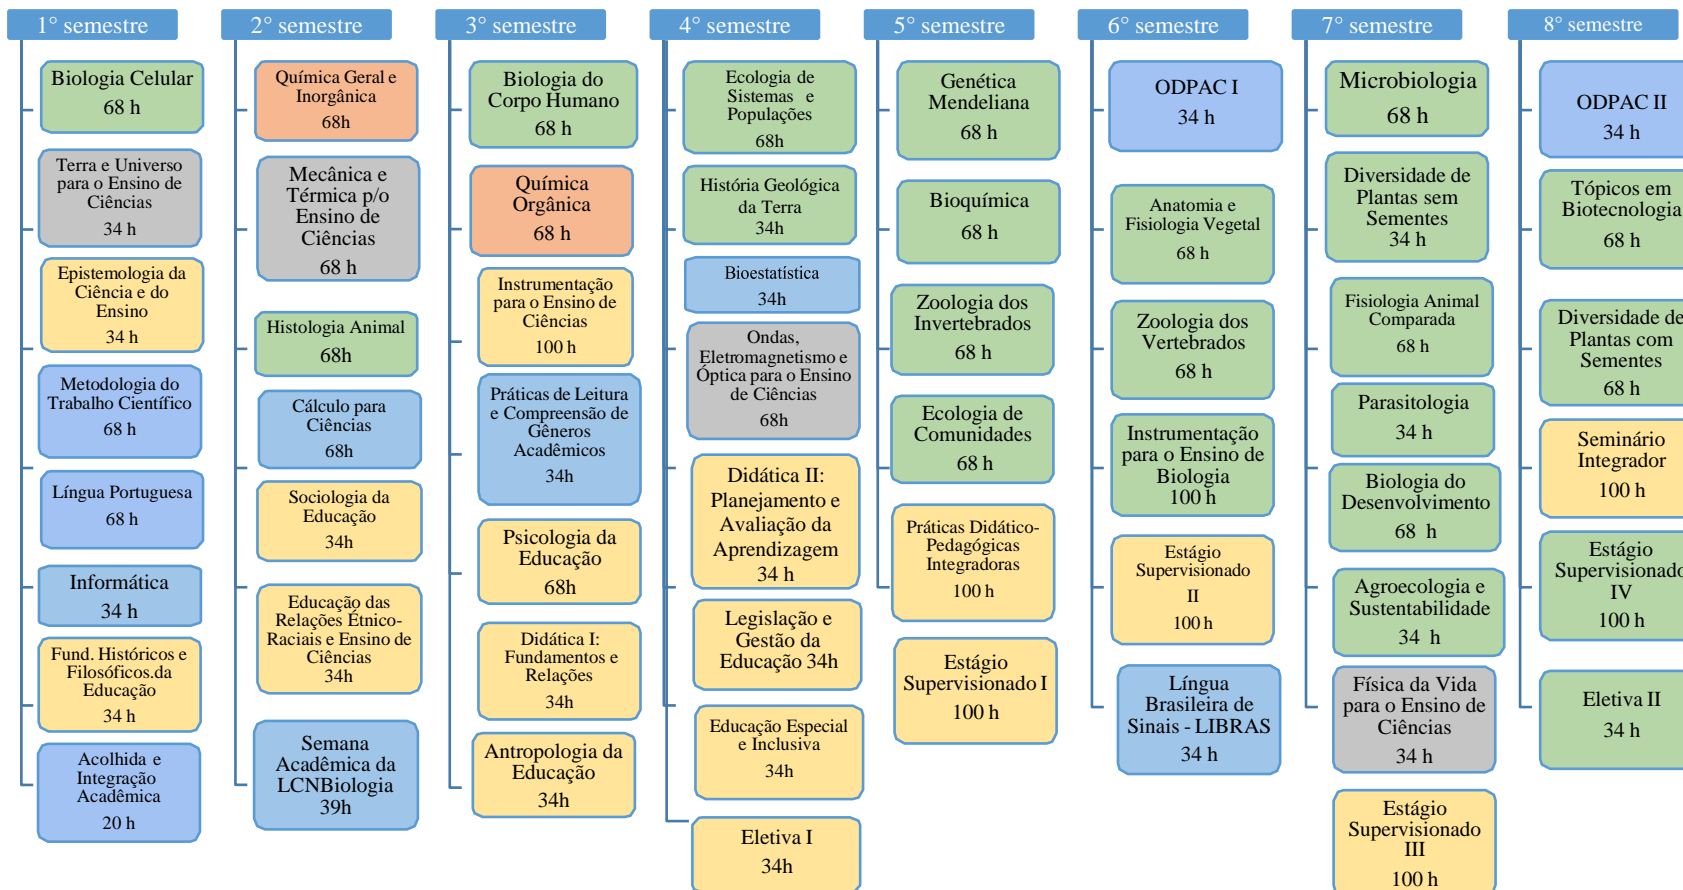 1° semestre
Biologia Celular
68 h
Terra e Universo
para o Ensino de
Ciências
34 h
Epistemologia da
Ciência e do
Ensino
34 h
Metodologia do
Trabalho Científico
68 h
Língua Portuguesa
68 h
Informática
34 h
Fund. Históricos e
Filosóficos.da
Educação
34 h
Acolhida e
Integração
Acadêmica
20 h
2° semestre
Química Geral e
Inorgânica
68h
Mecânica e
Térmica p/o
Ensino de
Ciências
68 h
Histologia Animal
68h
Cálculo para
Ciências
68h
Sociologia da
Educação
34h
Educação das
Relações Étnico-
Raciais e Ensino de
Ciências
34h
Semana
Acadêmica da
LCNBiologia
39h
3° semestre
Biologia do
Corpo Humano
68 h
Química
Orgânica
68 h
Instrumentação
para o Ensino de
Ciências
100 h
Práticas de Leitura
e Compreensão de
Gêneros
Acadêmicos
34h
Psicologia da
Educação
68h
Didática I:
Fundamentos e
Relações
34h
Antropologia da
Educação
34h
4° semestre
Ecologia de
Sistemas e
Populações
68h
História Geológica
da Terra
34h
Bioestatística
34h
Ondas,
Eletromagnetismo e
Óptica para o Ensino
de Ciências
68h
Didática II:
Planejamento e
Avaliação da
Aprendizagem
34 h
Legislação e
Gestão da
Educação 34h
Educação Especial
e Inclusiva
34h
Eletiva I
34h
5° semestre
Genética
Mendeliana
68 h
Bioquímica
68 h
Zoologia dos
Invertebrados
68 h
Ecologia de
Comunidades
68 h
Práticas Didático-
Pedagógicas
Integradoras
100 h
Estágio
Supervisionado I
100 h
6° semestre
ODPAC I
34 h
Anatomia e
Fisiologia Vegetal
68 h
Zoologia dos
Vertebrados
68 h
Instrumentação
para o Ensino de
Biologia
100 h
Estágio
Supervisionado
II
100 h
Língua
Brasileira de
Sinais - LIBRAS
34 h
7° semestre
Microbiologia
68 h
Diversidade de
Plantas sem
Sementes
34 h
Fisiologia Animal
Comparada
68 h
Parasitologia
34 h
Biologia do
Desenvolvimento
68 h
Agroecologia e
Sustentabilidade
34 h
Física da Vida
para o Ensino de
Ciências
34 h
Estágio
Supervisionado
III
100 h
8° semestre
ODPAC II
34 h
Tópicos em
Biotecnologia
68 h
Diversidade de
Plantas com
Sementes
68 h
Seminário
Integrador
100 h
Estágio
Supervisionado
IV
100 h
Eletiva II
34 h